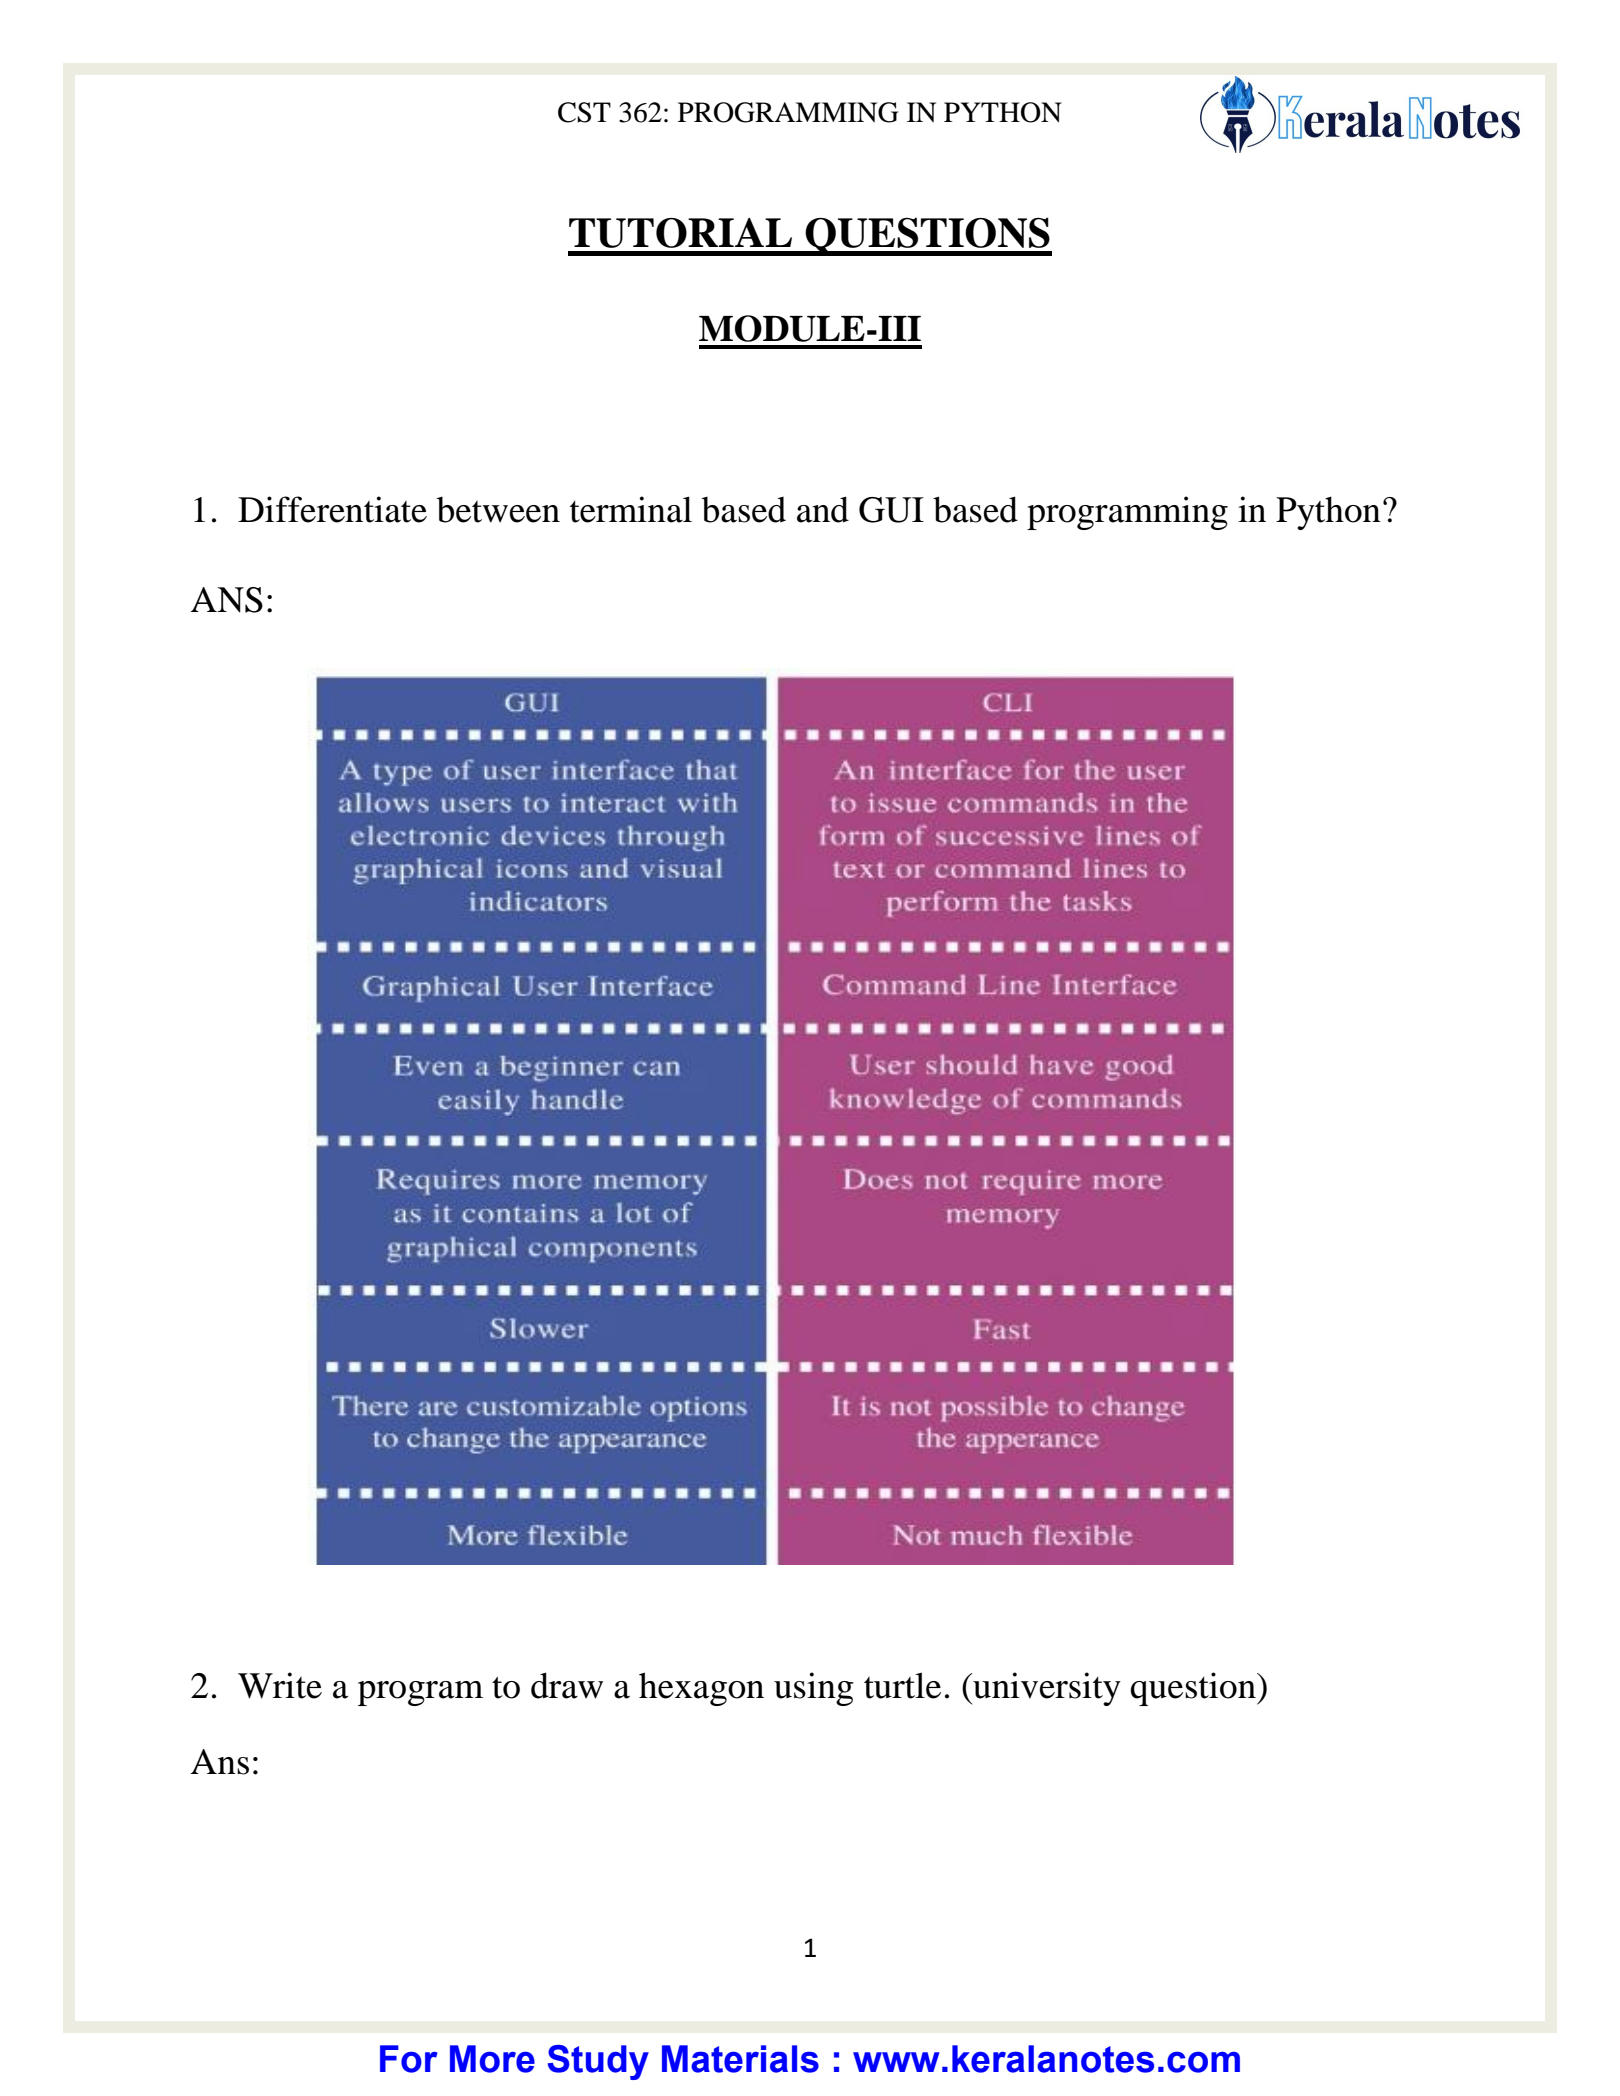 CST 362: PROGRAMMING IN PYTHON
KeralaNotes
TUTORIAL QUESTIONS
MODULE-III
1. Differentiate between terminal based and GUI based programming in Python?
ANS:
GUI
A type of user interface that
allows users to interact with
electronic devices through
graphical icons and visual
indicators
Graphical User Interface
Even a beginner can
easily handle
Requires more memory
as it contains a lot of
graphical components
Slower
There are customizable options
to change the appearance
More flexible
CLI
An interface for the user
to issue commands in the
form of successive lines of
text or command lines to
perform the tasks
Command Line Interface
User should have good
knowledge of commands
Does not require more
memory
Fast
It is not possible to change
the apperance
Not much flexible
2. Write a program to draw a hexagon using turtle. (university question)
Ans:
1
For More Study Materials : www.keralanotes.com